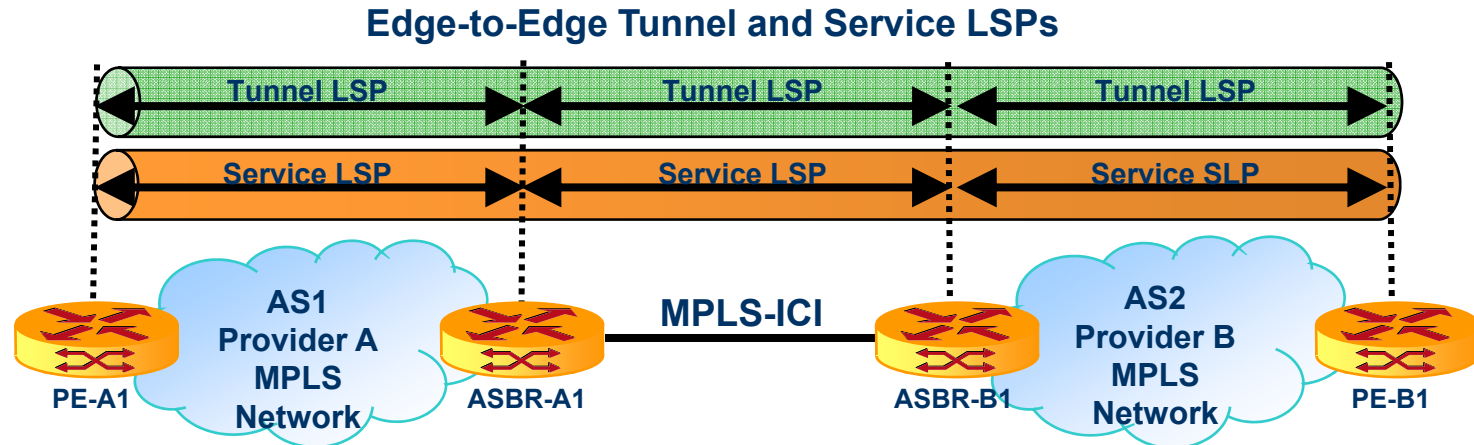 Edge-to-Edge Tunnel and Service LSPs
Tunnel LSP
Tunnel LSP
Tunnel LSP
Service LSP
Service LSP
Service SLP
AS1
Provider A
MPLS
Network
MPLS-ICI
AS2
Provider B
MPLS
Network
PE-A1
ASBR-A1
ASBR-B1
PE-B1